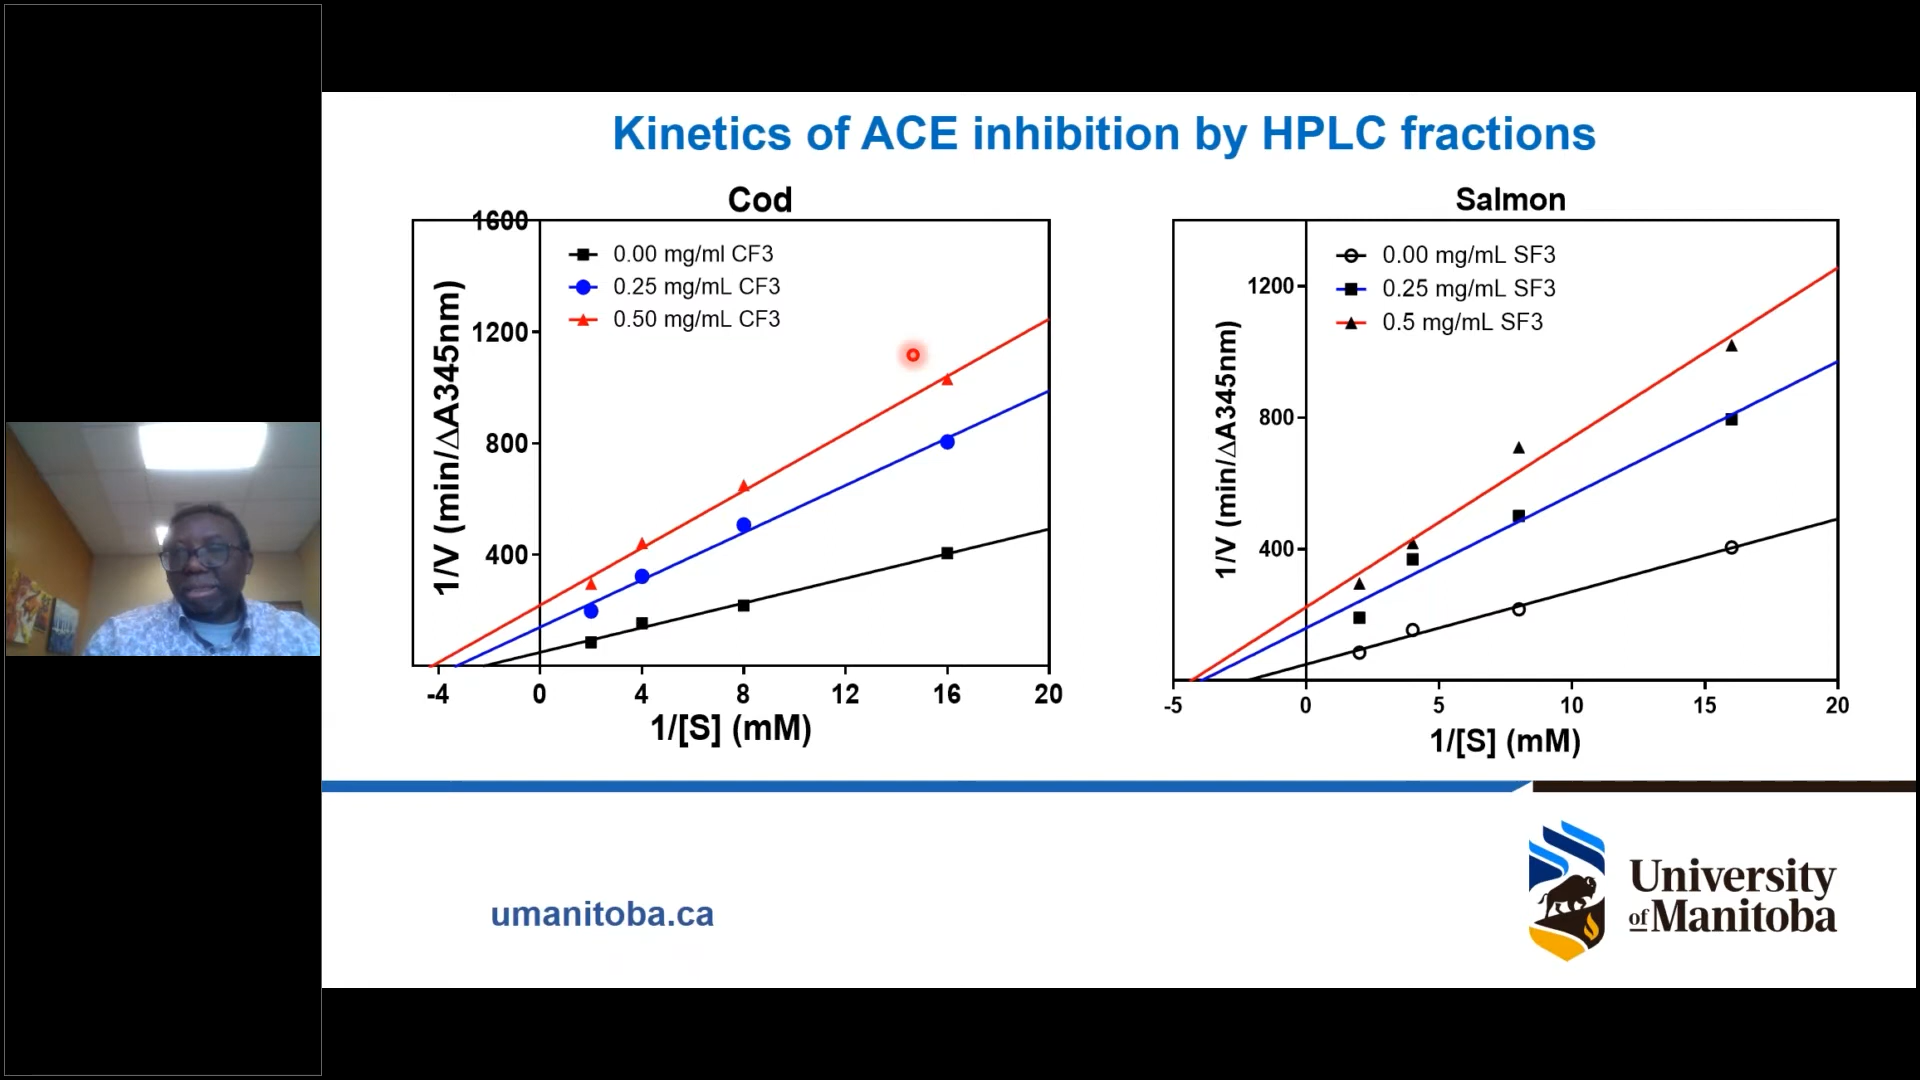 Kinetics of ACE inhibition by HPLC fractions
Cod
1600
1200
800
400
1/V (min/ΔA345nm)
0.00 mg/ml CF3
0.25 mg/mL CF3
0.50 mg/mL CF3
-4 0 4 8 12 16 20
1/[S] (mM)
Salmon
1200
800
400
1/V (min/ΔA345nm)
0.00 mg/mL SF3
0.25 mg/mL SF3
0.5 mg/mL SF3
-5 0 5 10 15 20
1/[S] (mM)
umanitoba.ca
University
of Manitoba